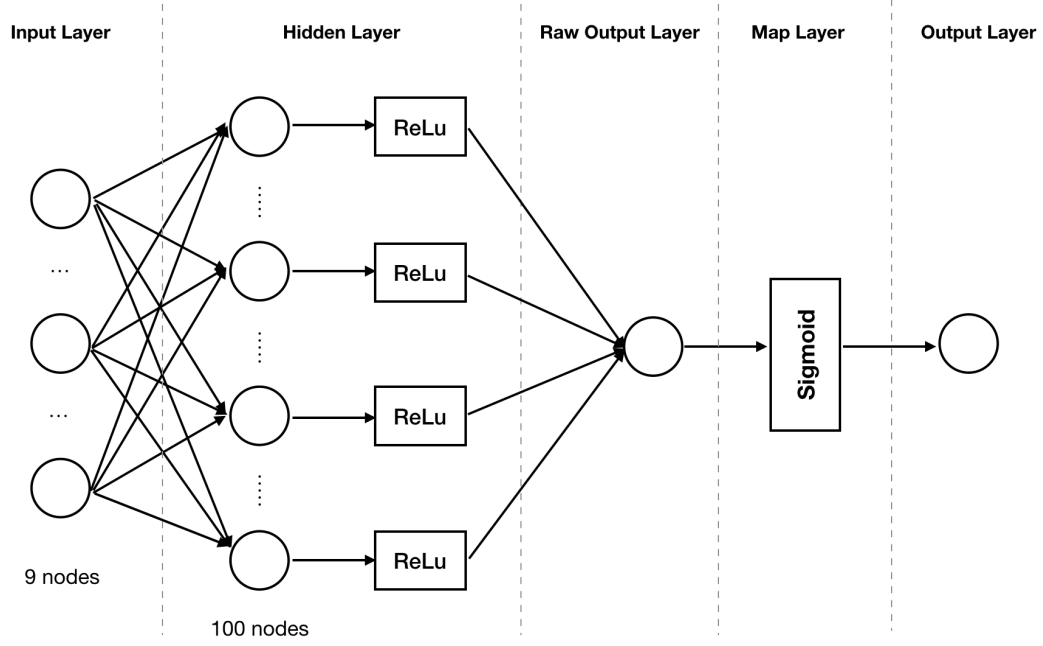 Input Layer
Hidden Layer
Raw Output Layer
Map Layer
Output Layer
ReLu
...
ReLu
Sigmoid
...
ReLu
ReLu
9 nodes
100 nodes